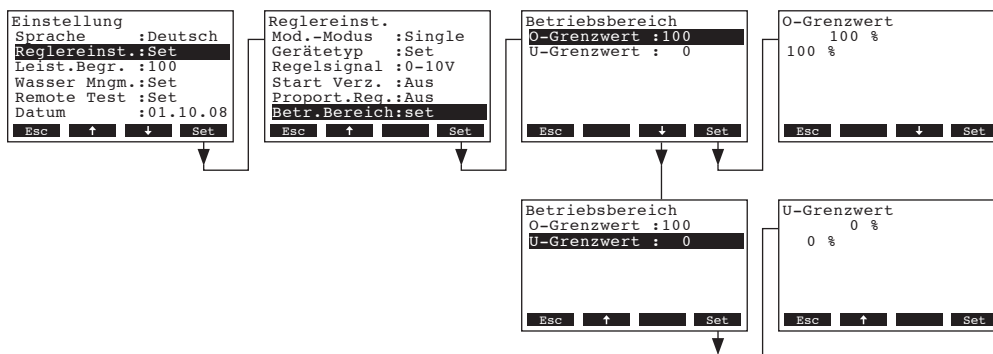 Einstellung
Sprache :Deutsch
Reglereinst.:Set
Leist.Begr. :100
Wasser Mngm.:Set
Remote Test :Set
Datum :01.10.08
Esc ↑ ↓ Set
Reglereinst.
Mod.-Modus :Single
Gerätetyp :Set
Regelsignal :0-10V
Start Verz. :Aus
Proport.Reg.:Aus
Betr.Bereich:set
Esc ↑ Set
Betriebsbereich
O-Grenzwert :100
U-Grenzwert : 0
Esc ↓ Set
O-Grenzwert
100 %
100 %
Esc ↓ Set
Betriebsbereich
O-Grenzwert :100
U-Grenzwert : 0
Esc ↑ Set
U-Grenzwert
0 %
0 %
Esc ↑ Set